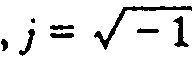 , j = √-1